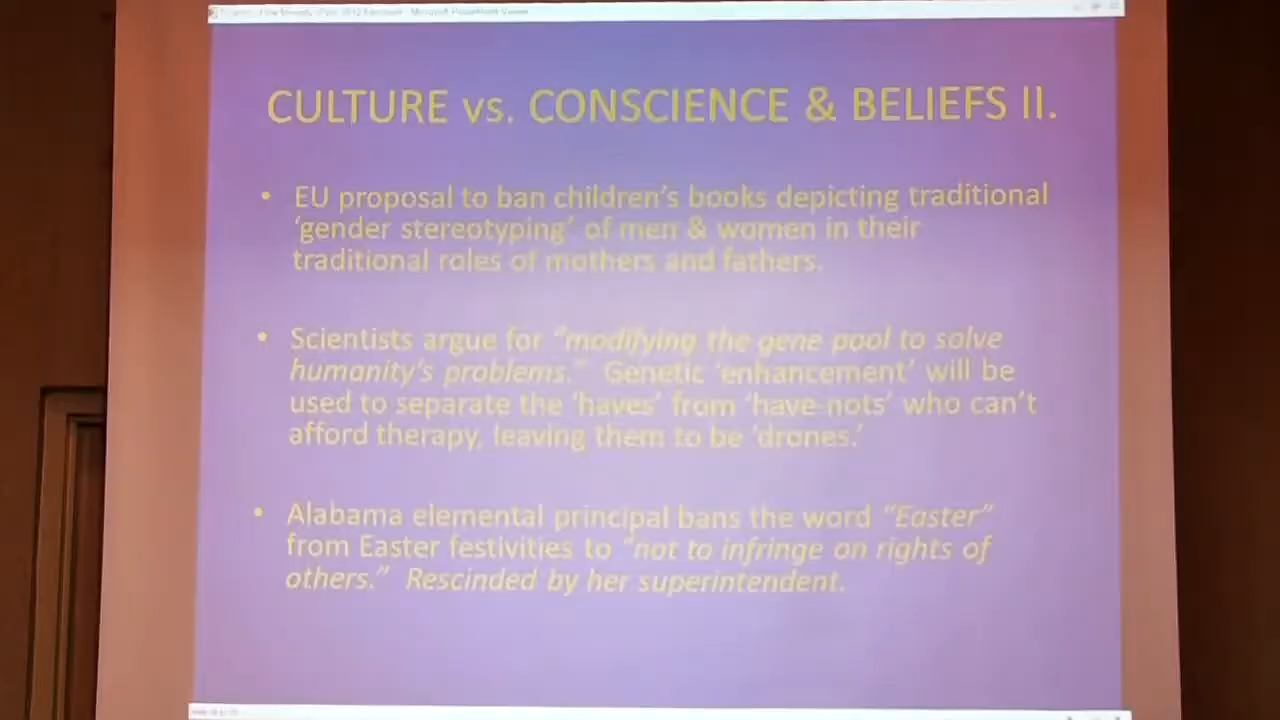 Microsoft PowerPoint Viewer
CULTURE vs. CONSCIENCE & BELIEFS II.
• EU proposal to ban children's books depicting traditional
'gender stereotyping' of men & women in their
traditional roles of mothers and fathers.
• Scientists argue for "modifying the gene pool to solve
humanity's problems." Genetic 'enhancement' will be
used to separate the 'haves' from 'have-nots' who can't
afford therapy, leaving them to be 'drones.'
• Alabama elemental principal bans the word "Easter"
from Easter festivities to "not to infringe on rights of
others." Rescinded by her superintendent.